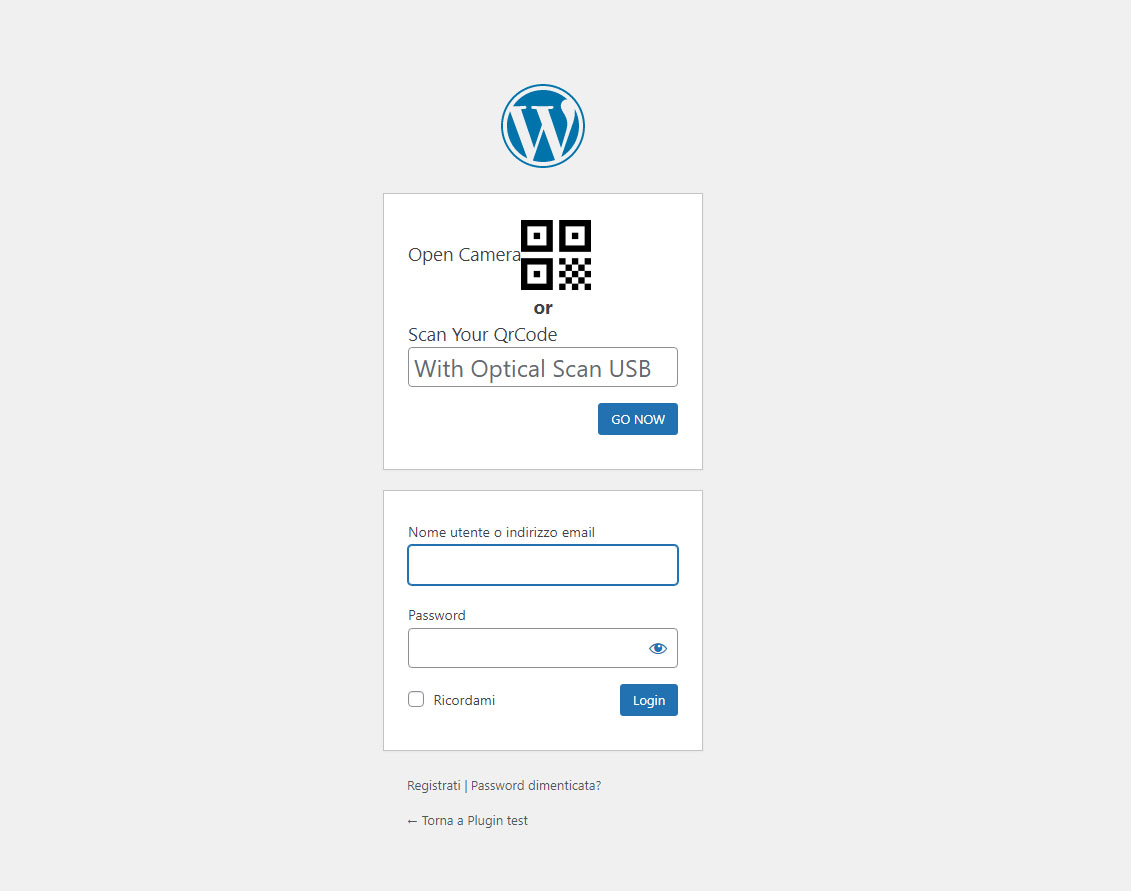 Open Camera
or
Scan Your QrCode
With Optical Scan USB
GO NOW
Nome utente o indirizzo email
Password
Ricordami
Login
Registrati | Password dimenticata?
← Torna a Plugin test